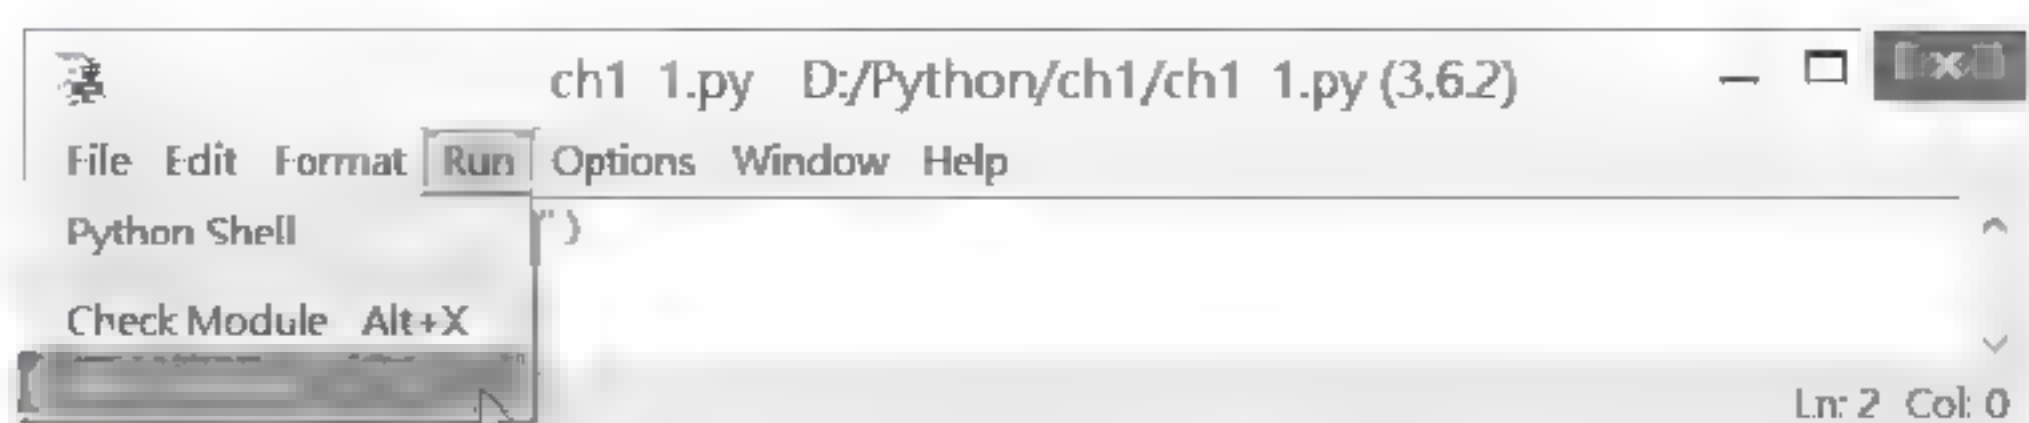 ch1 1.py D:/Python/ch1/ch1 1.py (3.6.2)
File Edit Format Run Options Window Help
Python Shell
")
Check Module Alt+X
Ln: 2 Col: 0